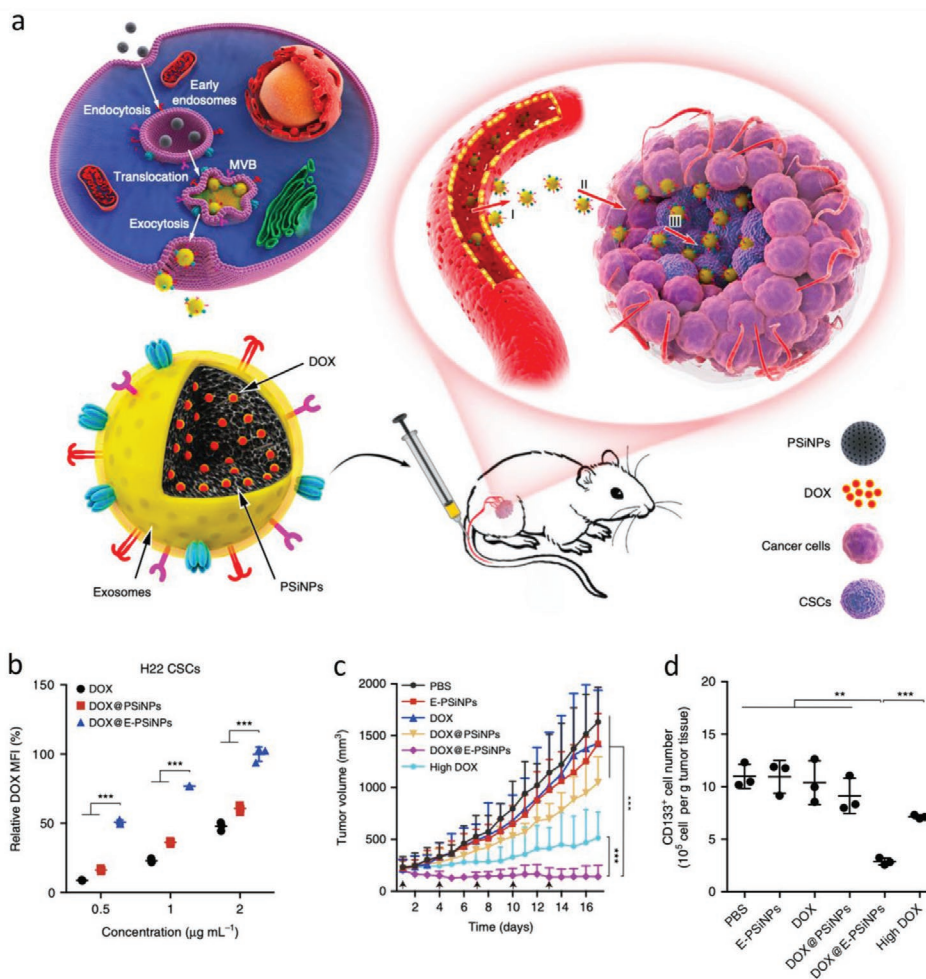 a
Early
endosomes
Endocytosis
MVB
Translocation
Exocytosis
I
II
III
DOX
Exosomes
PSiNPs
PSiNPs
DOX
Cancer cells
CSCs
b
H22 CSCs
DOX
DOX@PSiNPs
DOX@E-PSiNPs
Relative DOX MFI (%)
150
100
50
0
***
***
***
0.5
1
2
Concentration (μg mL⁻¹)
c
PBS
E-PSiNPs
DOX
DOX@PSiNPs
DOX@E-PSiNPs
High DOX
Tumor volume (mm³)
2000
1500
1000
500
0
***
***
2 4 6 8 10 12 14 16
Time (days)
d
** ***
CD133⁺ cell number
(10⁵ cell per g tumor tissue)
20
15
10
5
0
PBS
E-PSiNPs
DOX
DOX@PSiNPs
DOX@E-PSiNPs
High DOX